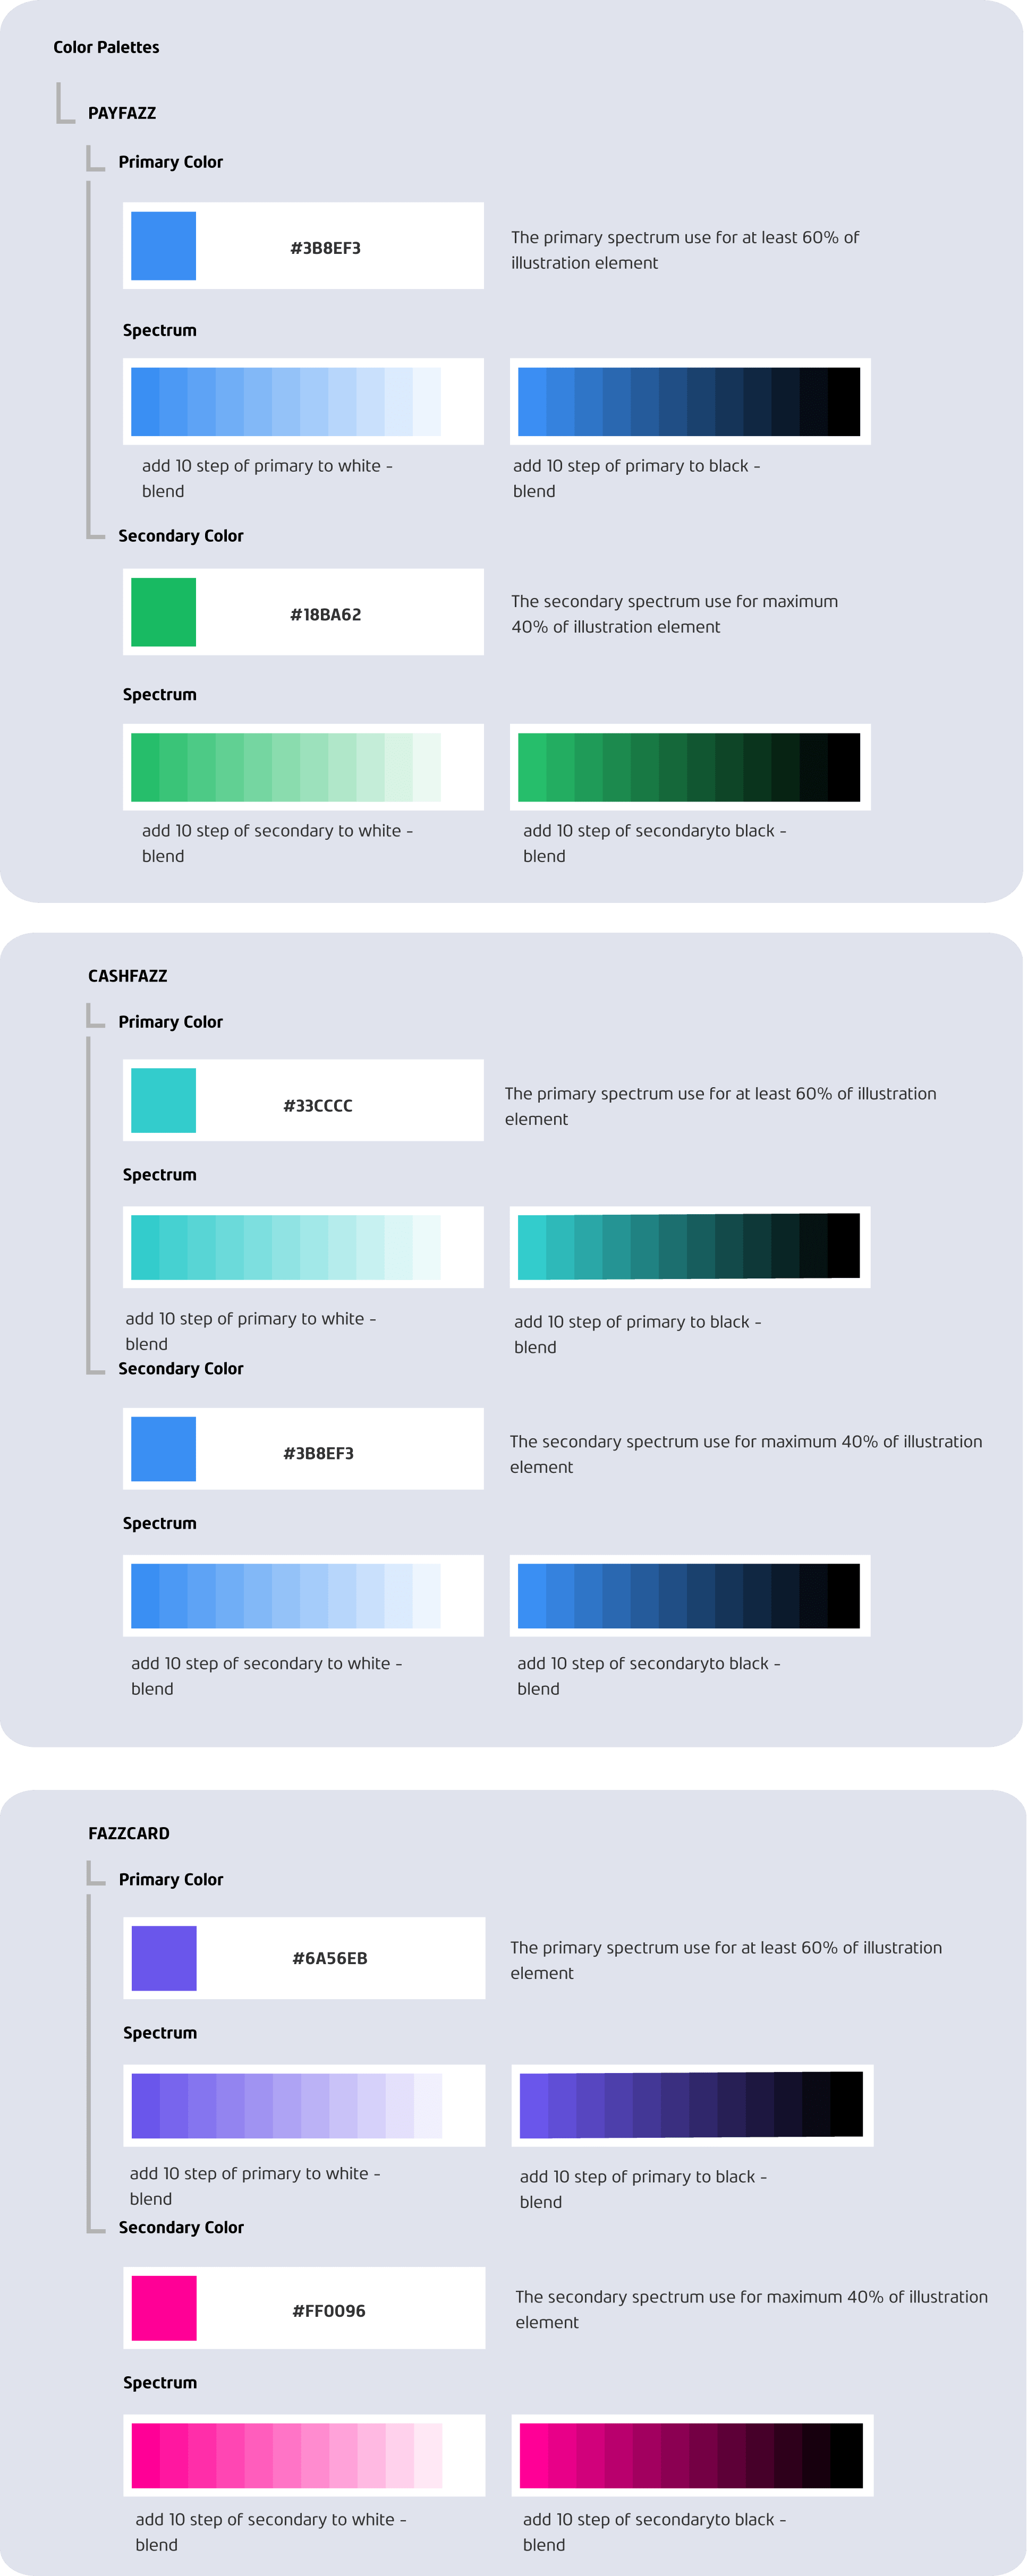 Color Palettes
PAYFAZZ
Primary Color
#3B8EF3
The primary spectrum use for at least 60% of
illustration element
Spectrum
add 10 step of primary to white -
blend
add 10 step of primary to black -
blend
Secondary Color
#18BA62
The secondary spectrum use for maximum
40% of illustration element
Spectrum
add 10 step of secondary to white -
blend
add 10 step of secondaryto black -
blend
CASHFAZZ
Primary Color
#33CCCC
The primary spectrum use for at least 60% of illustration
element
Spectrum
add 10 step of primary to white -
blend
add 10 step of primary to black -
blend
Secondary Color
#3B8EF3
The secondary spectrum use for maximum 40% of illustration
element
Spectrum
add 10 step of secondary to white -
blend
add 10 step of secondaryto black -
blend
FAZZCARD
Primary Color
#6A56EB
The primary spectrum use for at least 60% of illustration
element
Spectrum
add 10 step of primary to white -
blend
add 10 step of primary to black -
blend
Secondary Color
#FF0096
The secondary spectrum use for maximum 40% of illustration
element
Spectrum
add 10 step of secondary to white -
blend
add 10 step of secondaryto black -
blend